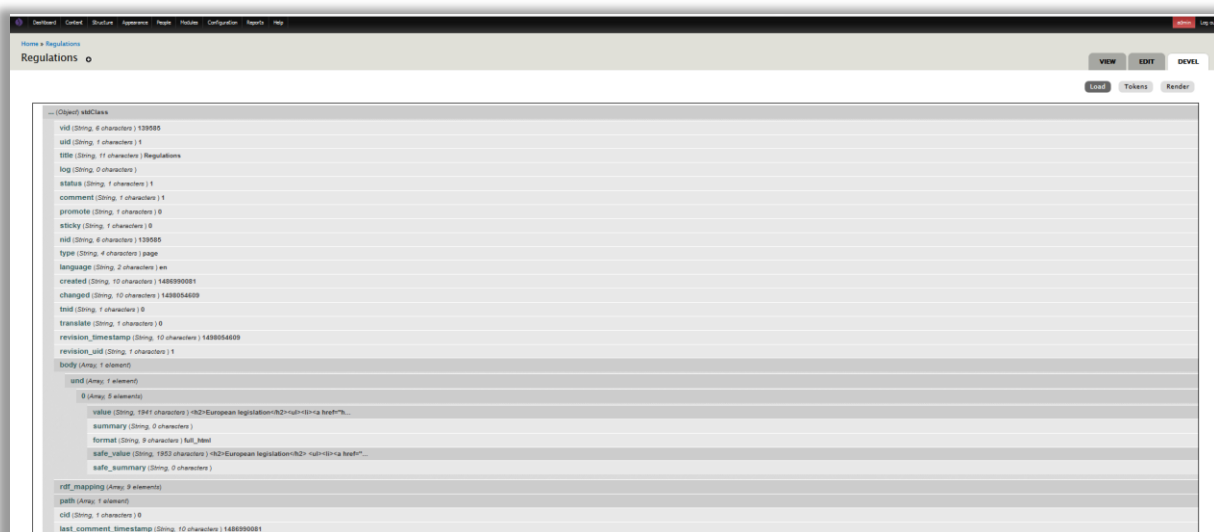 Dashboard Content Structure Appearance People Modules Configuration Reports Help admin Log
Home » Regulations
Regulations
VIEW EDIT DEVEL
Load Tokens Render
... (Object) stdClass
vid (String, 6 characters ) 139585
uid (String, 1 characters ) 1
title (String, 11 characters ) Regulations
log (String, 0 characters )
status (String, 1 characters ) 1
comment (String, 1 characters ) 1
promote (String, 1 characters ) 0
sticky (String, 1 characters ) 0
nid (String, 6 characters ) 139585
type (String, 4 characters ) page
language (String, 2 characters ) en
created (String, 10 characters ) 1486990081
changed (String, 10 characters ) 1498054609
tnid (String, 1 characters ) 0
translate (String, 1 characters ) 0
revision_timestamp (String, 10 characters ) 1498054609
revision_uid (String, 1 characters ) 1
body (Array, 1 element)
und (Array, 1 element)
0 (Array, 5 elements)
value (String, 1941 characters ) <h2>European legislation</h2><ul><li><a href="h...
summary (String, 0 characters )
format (String, 9 characters ) full_html
safe_value (String, 1953 characters ) <h2>European legislation</h2> <ul><li><a href="...
safe_summary (String, 0 characters )
rdf_mapping (Array, 9 elements)
path (Array, 1 element)
cid (String, 1 characters ) 0
last_comment_timestamp (String, 10 characters ) 1486990081